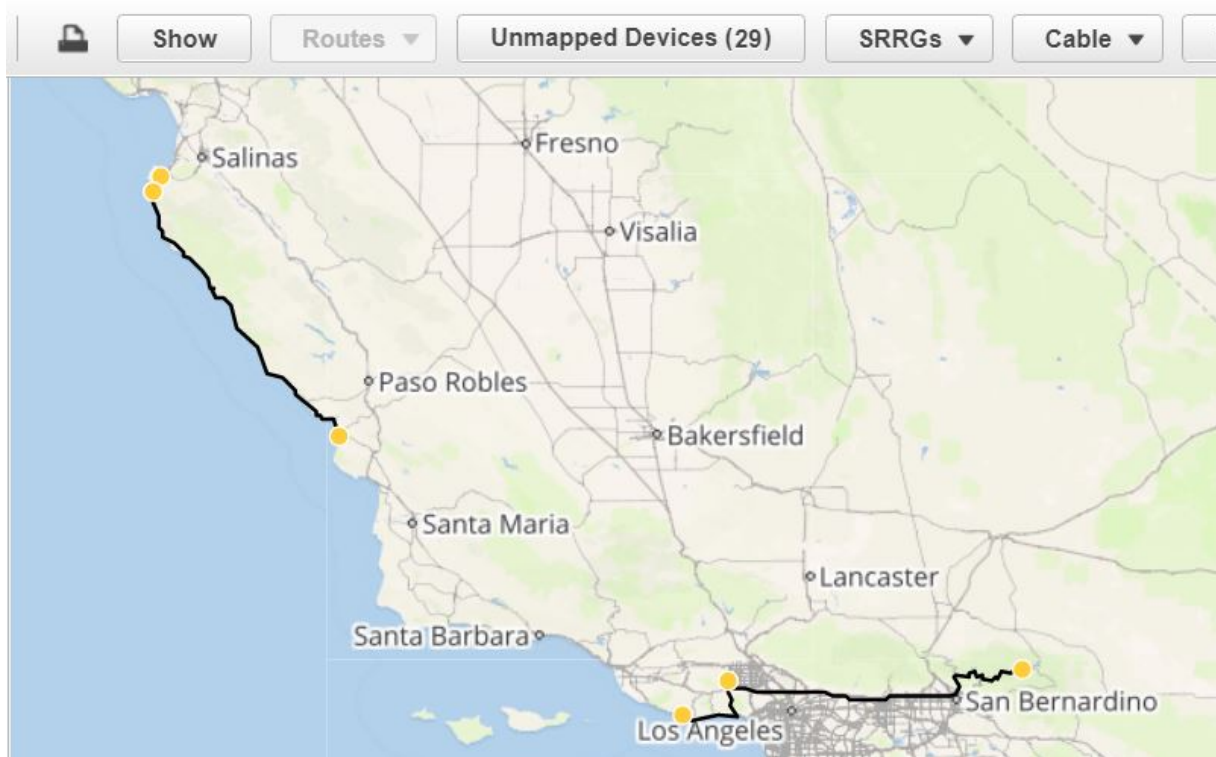 Show
Routes
Unmapped Devices (29)
SRRGs
Cable
Fresno
Salinas
Visalia
Paso Robles
Bakersfield
Santa Maria
Lancaster
Santa Barbara
San Bernardino
Los Angeles